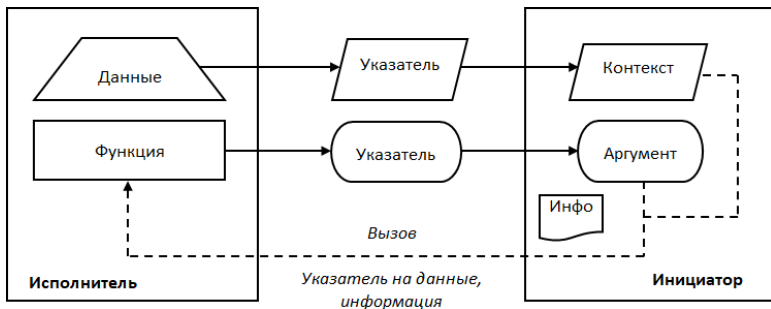 Данные
Указатель
Контекст
Функция
Указатель
Аргумент
Инфо
Вызов
Исполнитель
Указатель на данные,
информация
Инициатор